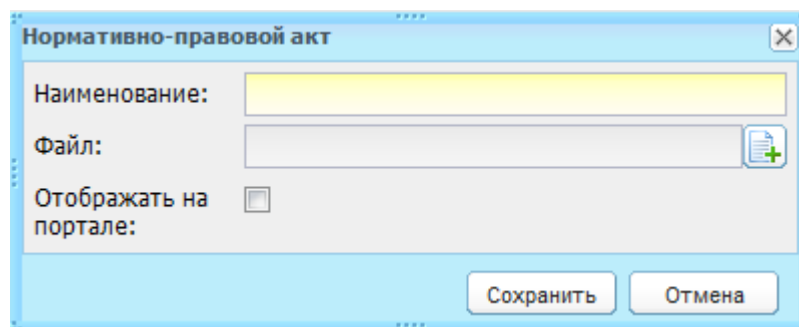 Нормативно-правовой акт
Наименование:
Файл:
Отображать на
портале:
Сохранить Отмена